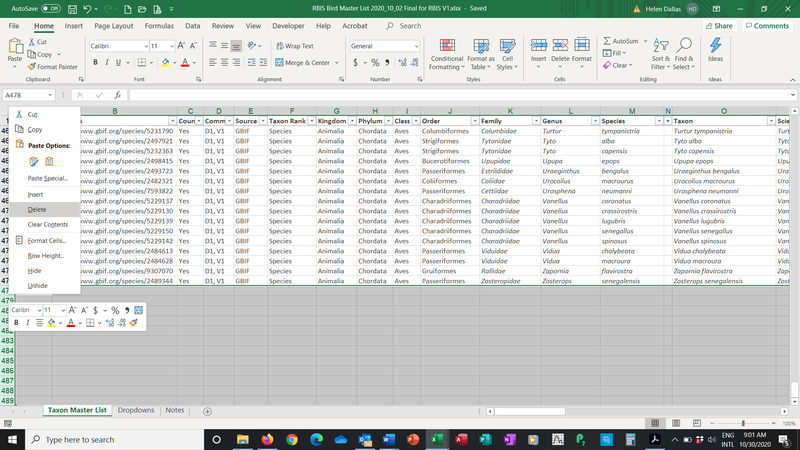 AutoSave Off
RBIS Bird Master List 2020_10_02 Final for RBIS V1.xlsx - Saved
Helen Dallas
File Home Insert Page Layout Formulas Data Review View Developer Help Acrobat Search
Share Comments
Paste
Cut
Copy
Format Painter
Clipboard
Calibri 11
B I U
Font
Wrap Text
Merge & Center
Alignment
General
Number
Conditional Formatting
Format as Table
Cell Styles
Styles
Insert Delete Format
Cells
AutoSum
Fill
Clear
Sort & Filter
Find & Select
Editing
Ideas
Ideas
A478
fx
B C D E F G H I J K L M N O
Coun Comm Source Taxon Rank Kingdom Phylum Class Order Family Genus Species Taxon Scie
www.gbif.org/species/5231790 Yes D1, V1 GBIF Species Animalia Chordata Aves Columbiformes Columbidae Turtur tympanistria Turtur tympanistria
www.gbif.org/species/2497921 Yes D1, V1 GBIF Species Animalia Chordata Aves Strigiformes Tytonidae Tyto alba Tyto alba
www.gbif.org/species/5232363 Yes D1, V1 GBIF Species Animalia Chordata Aves Strigiformes Tytonidae Tyto capensis Tyto capensis
www.gbif.org/species/2498415 Yes D1, V1 GBIF Species Animalia Chordata Aves Bucerotiformes Upupidae Upupa epops Upupa epops
www.gbif.org/species/2493723 Yes D1, V1 GBIF Species Animalia Chordata Aves Passeriformes Estrildidae Uraeginthus bengalus Uraeginthus bengalus
www.gbif.org/species/2482321 Yes D1, V1 GBIF Species Animalia Chordata Aves Coliiformes Coliidae Urocolius macrourus Urocolius macrourus
www.gbif.org/species/7593822 Yes D1, V1 GBIF Species Animalia Chordata Aves Passeriformes Cettiidae Urosphena neumanni Urosphena neumanni
www.gbif.org/species/5229137 Yes D1, V1 GBIF Species Animalia Chordata Aves Charadriiformes Charadriidae Vanellus coronatus Vanellus coronatus
www.gbif.org/species/5229130 Yes D1, V1 GBIF Species Animalia Chordata Aves Charadriiformes Charadriidae Vanellus crassirostris Vanellus crassirostris
www.gbif.org/species/5229139 Yes D1, V1 GBIF Species Animalia Chordata Aves Charadriiformes Charadriidae Vanellus lugubris Vanellus lugubris
www.gbif.org/species/5229150 Yes D1, V1 GBIF Species Animalia Chordata Aves Charadriiformes Charadriidae Vanellus senegallus Vanellus senegallus
www.gbif.org/species/5229142 Yes D1, V1 GBIF Species Animalia Chordata Aves Charadriiformes Charadriidae Vanellus spinosus Vanellus spinosus
www.gbif.org/species/2484613 Yes D1, V1 GBIF Species Animalia Chordata Aves Passeriformes Viduidae Vidua chalybeata Vidua chalybeata
www.gbif.org/species/2484628 Yes D1, V1 GBIF Species Animalia Chordata Aves Passeriformes Viduidae Vidua macroura Vidua macroura
www.gbif.org/species/9307070 Yes D1, V1 GBIF Species Animalia Chordata Aves Gruiformes Rallidae Zapornia flavirostra Zapornia flavirostra
www.gbif.org/species/2489344 Yes D1, V1 GBIF Species Animalia Chordata Aves Passeriformes Zosteropidae Zosterops senegalensis Zosterops senegalensis
Cut
Copy
Paste Options:
Paste Special...
Insert
Delete
Clear Contents
Format Cells...
Row Height...
Hide
Unhide
Calibri 11
B I
483
484
485
486
487
488
489
Taxon Master List Dropdowns Notes
100%
Type here to search
ENG
INTL
9:01 AM
10/30/2020